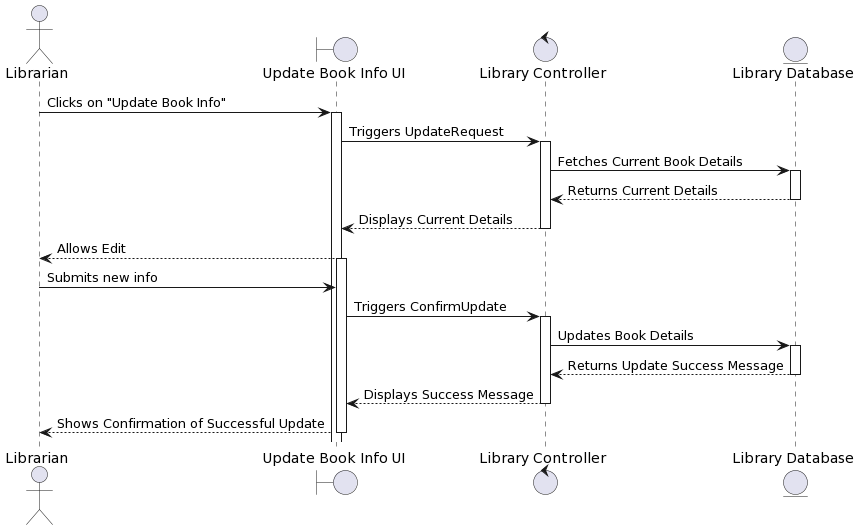 Librarian
Update Book Info UI
Library Controller
Library Database
Clicks on "Update Book Info"
Triggers UpdateRequest
Fetches Current Book Details
Returns Current Details
Displays Current Details
Allows Edit
Submits new info
Triggers ConfirmUpdate
Updates Book Details
Returns Update Success Message
Displays Success Message
Shows Confirmation of Successful Update
Librarian
Update Book Info UI
Library Controller
Library Database